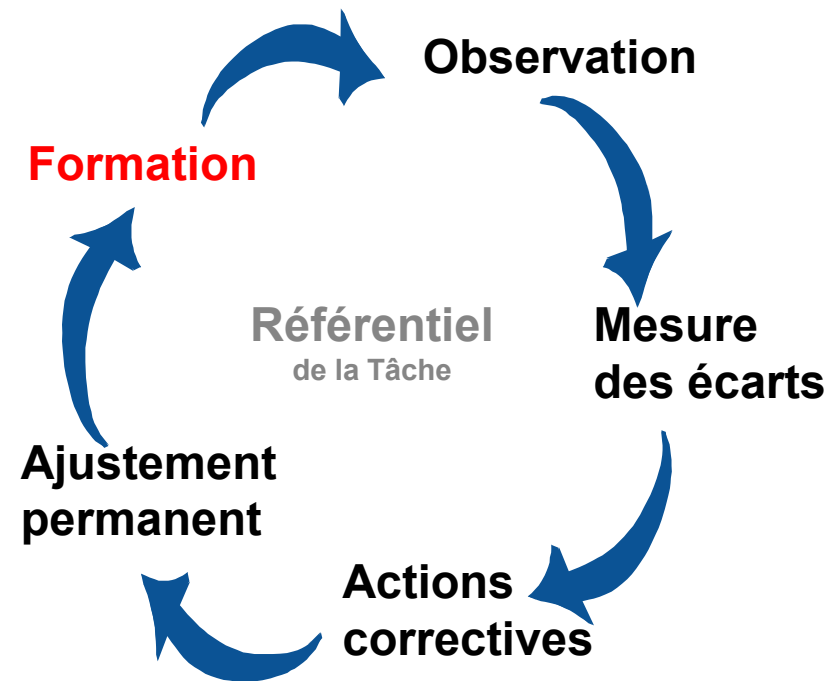 Observation
Formation
Référentiel
de la Tâche
Mesure
des écarts
Ajustement
permanent
Actions
correctives